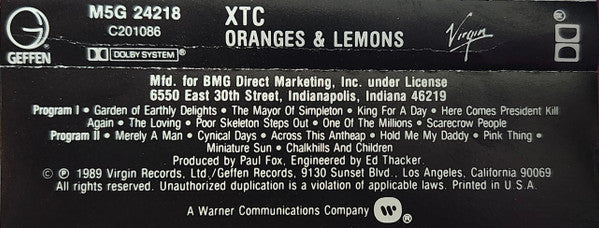 GEFFEN
M5G 24218
C201086
DOLBY SYSTEM®
XTC
ORANGES & LEMONS
Virgin
Mfd. for BMG Direct Marketing, Inc. under License
6550 East 30th Street, Indianapolis, Indiana 46219
Program I • Garden of Earthly Delights • The Mayor Of Simpleton • King For A Day • Here Comes President Kill
Again • The Loving • Poor Skeleton Steps Out • One Of The Millions • Scarecrow People
Program II • Merely A Man • Cynical Days • Across This Antheap • Hold Me My Daddy • Pink Thing •
Miniature Sun • Chalkhills And Children
Produced by Paul Fox, Engineered by Ed Thacker.
© ℗ 1989 Virgin Records, Ltd./Geffen Records, 9130 Sunset Blvd., Los Angeles, California 90069
All Rights Reserved. Unauthorized duplication is a violation of applicable laws. Printed in U.S.A.
A Warner Communications Company